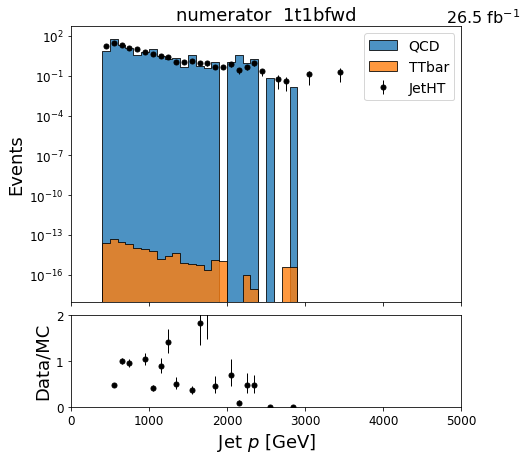 numerator 1t1bfwd
26.5 fb⁻¹
QCD
TTbar
JetHT
Events
10²
10⁻¹
10⁻⁴
10⁻⁷
10⁻¹⁰
10⁻¹³
10⁻¹⁶
Data/MC
2
1
0
0 1000 2000 3000 4000 5000
Jet p [GeV]